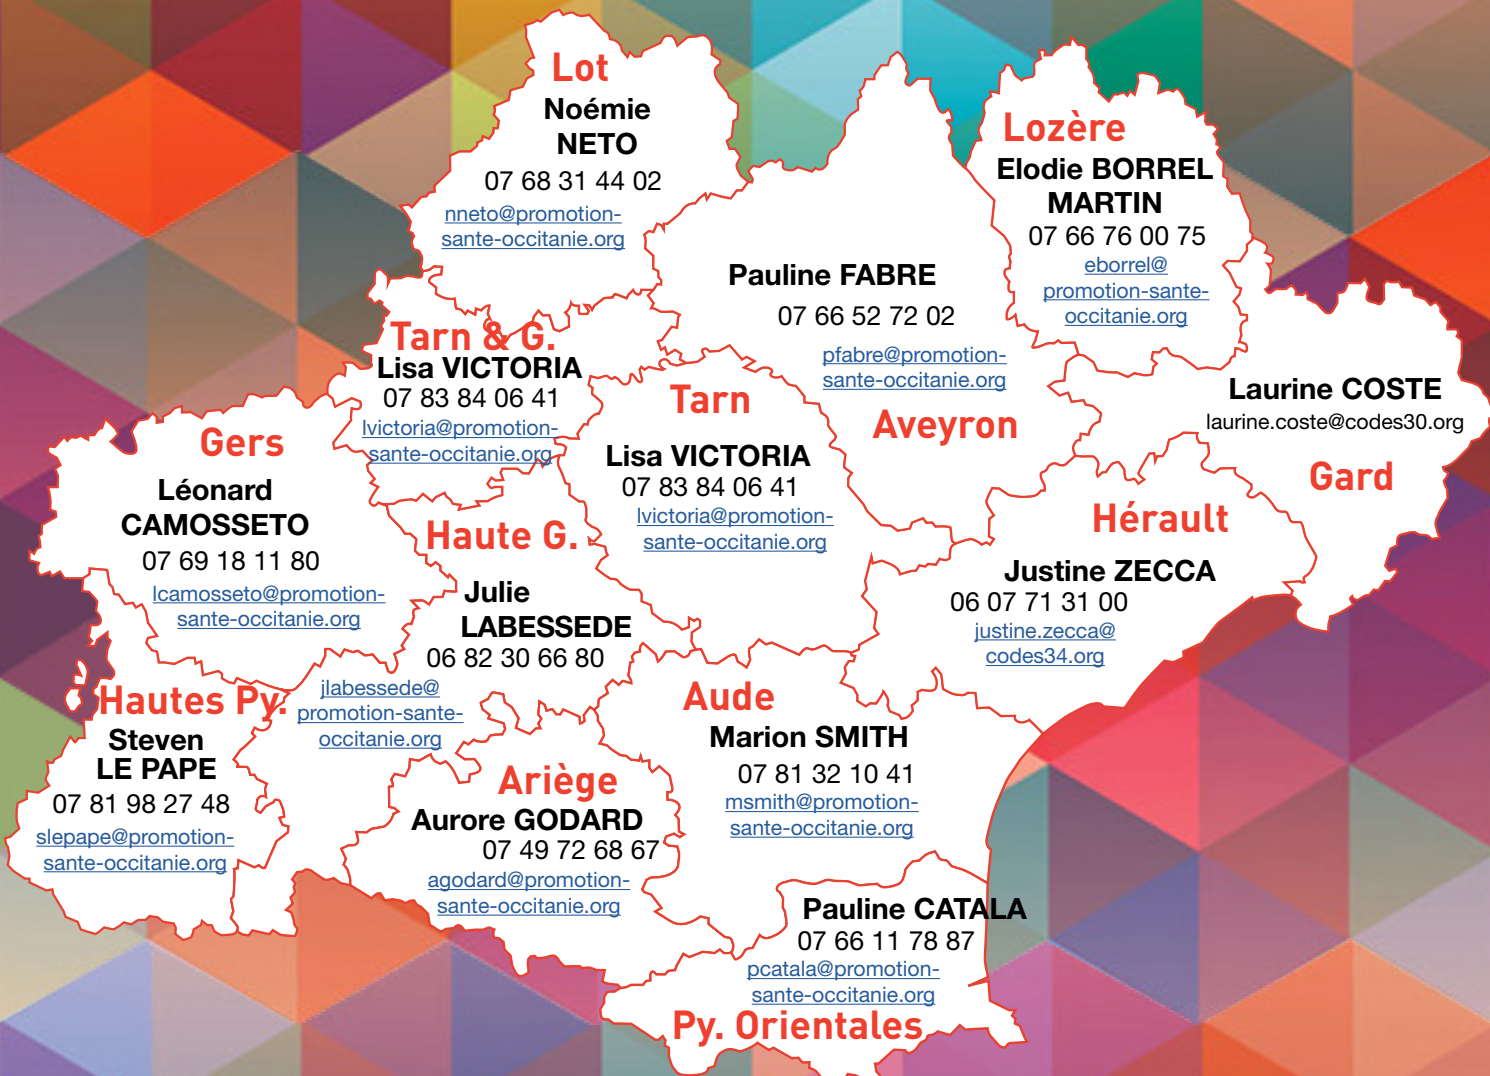 Lot
Noémie
NETO
07 68 31 44 02
nneto@promotion-
sante-occitanie.org
Lozère
Elodie BORREL
MARTIN
07 66 76 00 75
eborrel@
promotion-sante-
occitanie.org
Pauline FABRE
07 66 52 72 02
pfabre@promotion-
sante-occitanie.org
Aveyron
Tarn & G.
Lisa VICTORIA
07 83 84 06 41
lvictoria@promotion-
sante-occitanie.org
Tarn
Lisa VICTORIA
07 83 84 06 41
lvictoria@promotion-
sante-occitanie.org
Laurine COSTE
laurine.coste@codes30.org
Gard
Gers
Léonard
CAMOSSETO
07 69 18 11 80
lcamosseto@promotion-
sante-occitanie.org
Haute G.
Julie
LABESSEDE
06 82 30 66 80
jlabessede@
promotion-sante-
occitanie.org
Hérault
Justine ZECCA
06 07 71 31 00
justine.zecca@
codes34.org
Hautes Py.
Steven
LE PAPE
07 81 98 27 48
slepape@promotion-
sante-occitanie.org
Ariège
Aurore GODARD
07 49 72 68 67
agodard@promotion-
sante-occitanie.org
Aude
Marion SMITH
07 81 32 10 41
msmith@promotion-
sante-occitanie.org
Pauline CATALA
07 66 11 78 87
pcatala@promotion-
sante-occitanie.org
Py. Orientales